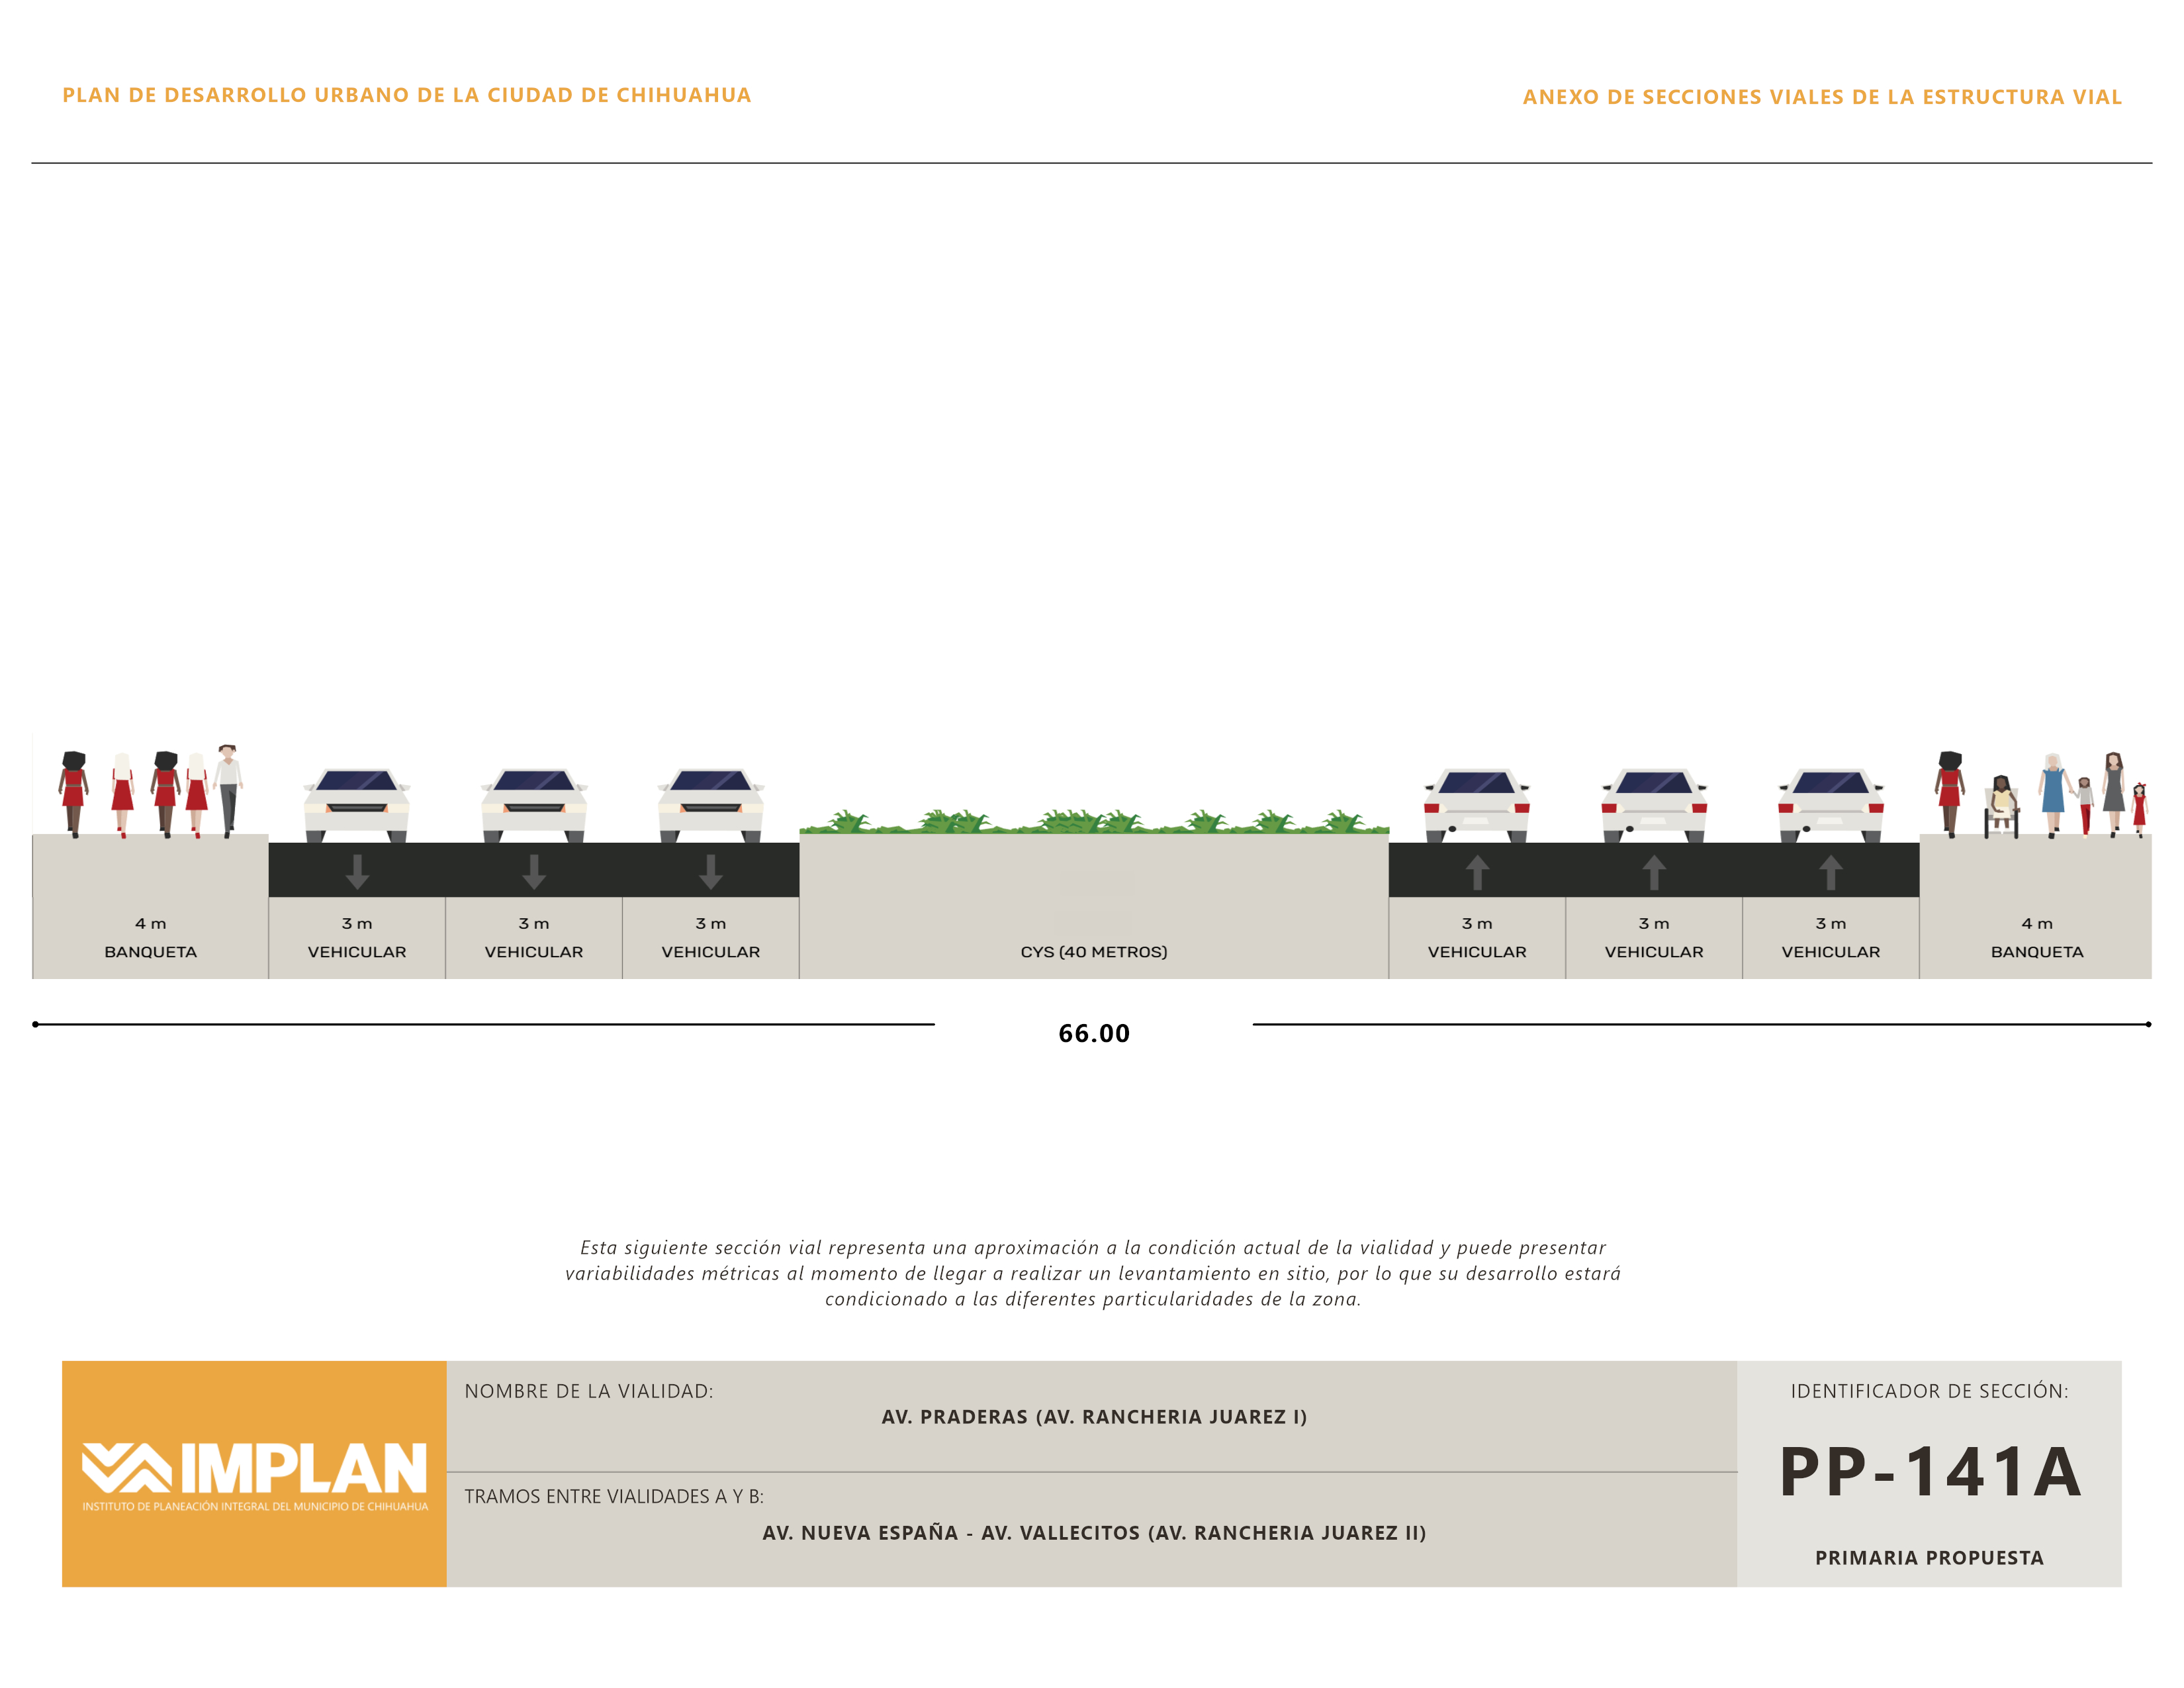 PLAN DE DESARROLLO URBANO DE LA CIUDAD DE CHIHUAHUA
ANEXO DE SECCIONES VIALES DE LA ESTRUCTURA VIAL
4 m
BANQUETA
3 m
VEHICULAR
3 m
VEHICULAR
3 m
VEHICULAR
CYS (40 METROS)
3 m
VEHICULAR
3 m
VEHICULAR
3 m
VEHICULAR
4 m
BANQUETA
66.00
Esta siguiente sección vial representa una aproximación a la condición actual de la vialidad y puede presentar
variabilidades métricas al momento de llegar a realizar un levantamiento en sitio, por lo que su desarrollo estará
condicionado a las diferentes particularidades de la zona.
IMPLAN
INSTITUTO DE PLANEACIÓN INTEGRAL DEL MUNICIPIO DE CHIHUAHUA
NOMBRE DE LA VIALIDAD:
AV. PRADERAS (AV. RANCHERIA JUAREZ I)
TRAMOS ENTRE VIALIDADES A Y B:
AV. NUEVA ESPAÑA - AV. VALLECITOS (AV. RANCHERIA JUAREZ II)
IDENTIFICADOR DE SECCIÓN:
PP-141A
PRIMARIA PROPUESTA